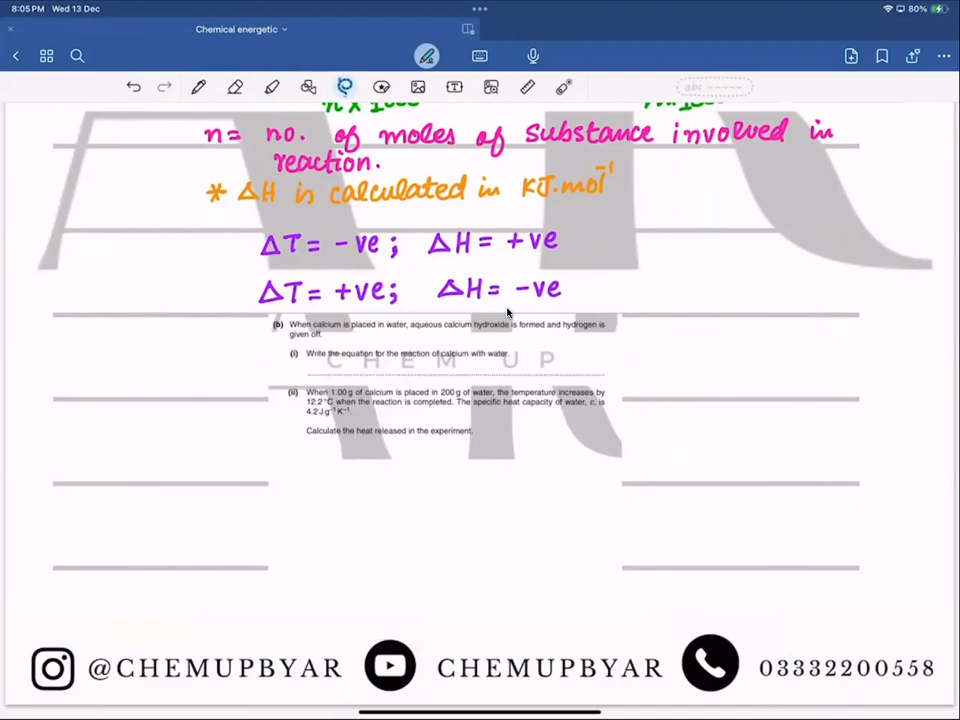 8:05 PM Wed 13 Dec
80%
Chemical energetic
abc
n x 1000
n= no. of moles of substance involved in
reaction.
* ΔH is calculated in KJ.mol⁻¹
ΔT = -ve ; ΔH = +ve
ΔT = +ve; ΔH = -ve
(b) When calcium is placed in water, aqueous calcium hydroxide is formed and hydrogen is
given off.
(i) Write the equation for the reaction of calcium with water.
CHEM UP
(ii) When 1.00 g of calcium is placed in 200 g of water, the temperature increases by
12.2 °C when the reaction is completed. The specific heat capacity of water, c, is
4.2 J g⁻¹ K⁻¹.
Calculate the heat released in the experiment.
@CHEMUPBYAR CHEMUPBYAR 03332200558